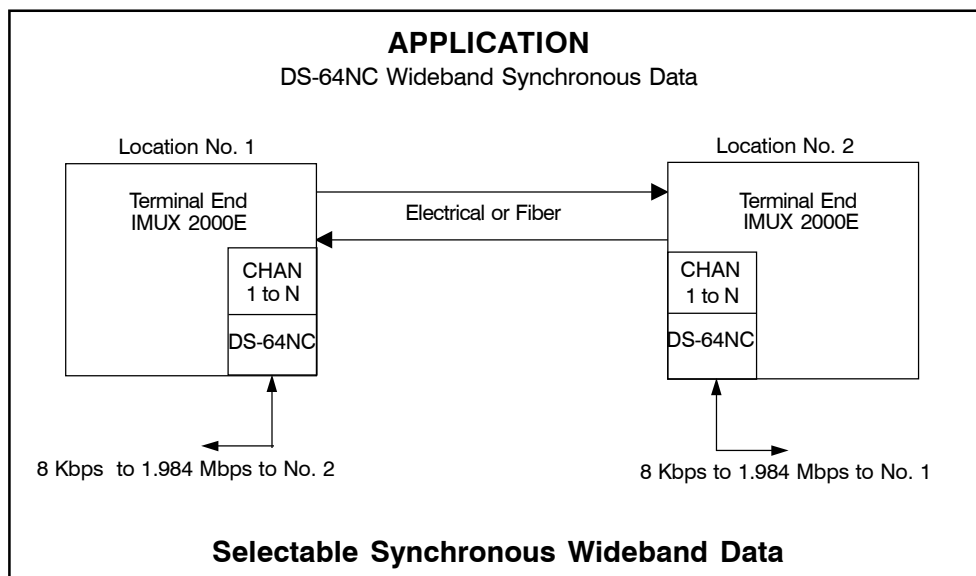 APPLICATION
DS-64NC Wideband Synchronous Data
Location No. 1
Location No. 2
Terminal End
IMUX 2000E
Electrical or Fiber
Terminal End
IMUX 2000E
CHAN
1 to N
DS-64NC
CHAN
1 to N
DS-64NC
8 Kbps to 1.984 Mbps to No. 2
8 Kbps to 1.984 Mbps to No. 1
Selectable Synchronous Wideband Data